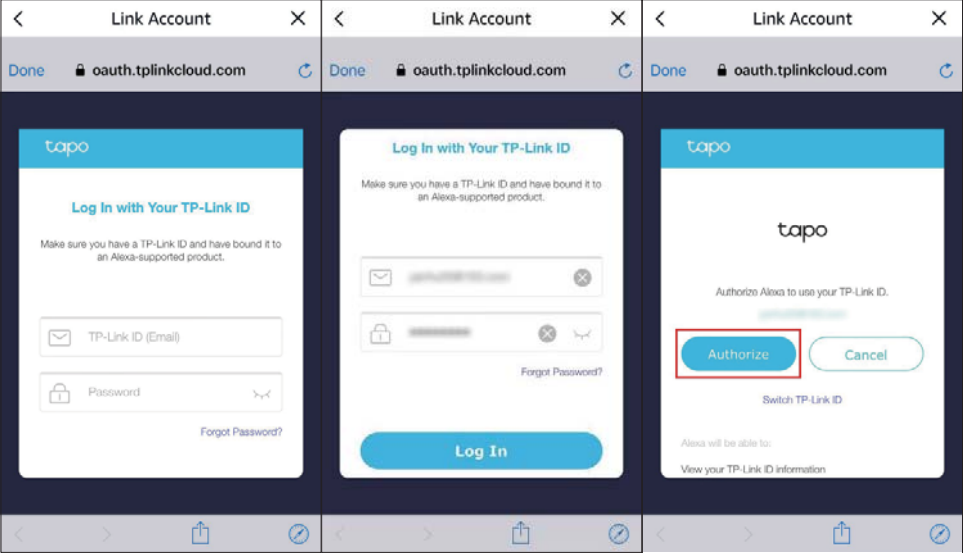 Link Account
Done
oauth.tplinkcloud.com
tapo
Log In with Your TP-Link ID
Make sure you have a TP-Link ID and have bound it to
an Alexa-supported product.
TP-Link ID (Email)
Password
Forgot Password?
Link Account
Done
oauth.tplinkcloud.com
Log In with Your TP-Link ID
Make sure you have a TP-Link ID and have bound it to
an Alexa-supported product.
Forgot Password?
Log In
Link Account
Done
oauth.tplinkcloud.com
tapo
tapo
Authorize Alexa to use your TP-Link ID.
Authorize
Cancel
Switch TP-Link ID
Alexa will be able to:
View your TP-Link ID information